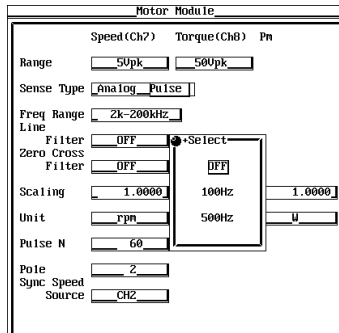 Motor Module
Speed(Ch7) Torque(Ch8) Pm
Range 5Vpk 50Vpk
Sense Type Analog Pulse
Freq Range 2k-200kHz
Line
Filter OFF
+Select
Zero Cross
Filter OFF OFF
Scaling 1.0000 100Hz 1.0000
Unit rpm 500Hz W
Pulse N 60
Pole 2
Sync Speed
Source CH2